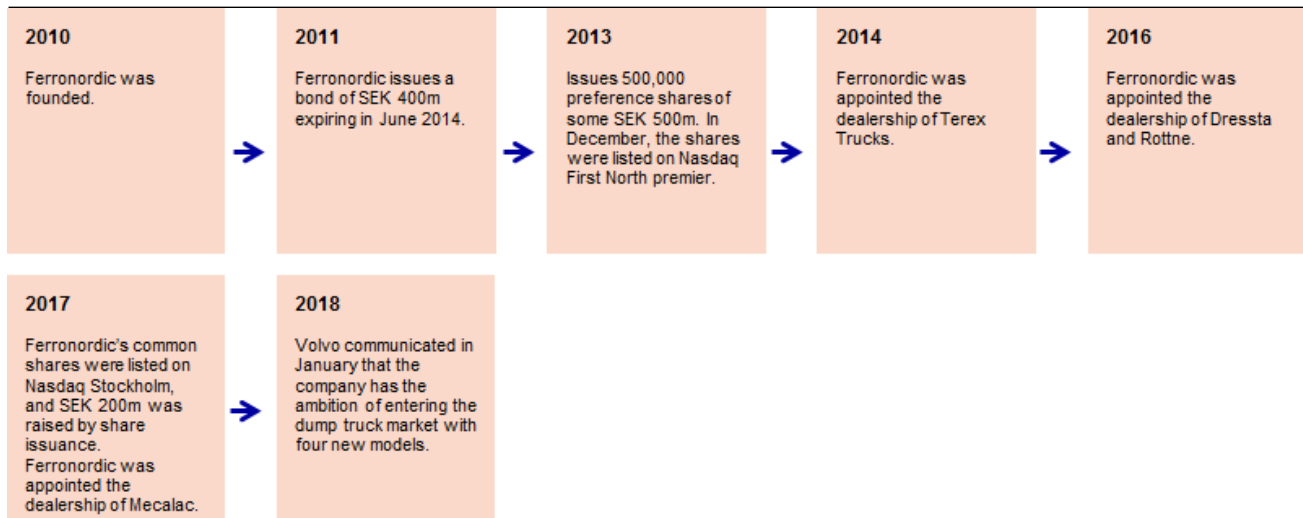 2010
Ferronordic was
founded.
2011
Ferronordic issues a
bond of SEK 400m
expiring in June 2014.
2013
Issues 500,000
preference shares of
some SEK 500m. In
December, the shares
were listed on Nasdaq
First North premier.
2014
Ferronordic was
appointed the
dealership of Terex
Trucks.
2016
Ferronordic was
appointed the
dealership of Dressta
and Rottne.
2017
Ferronordic's common
shares were listed on
Nasdaq Stockholm,
and SEK 200m was
raised by share
issuance.
Ferronordic was
appointed the
dealership of Mecalac.
2018
Volvo communicated in
January that the
company has the
ambition of entering the
dump truck market with
four new models.